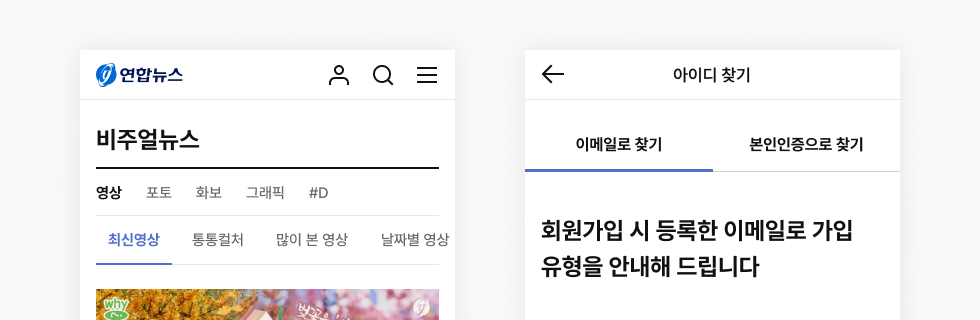 연합뉴스
비주얼뉴스
영상 포토 화보 그래픽 #D
최신영상 통통컬처 많이 본 영상 날짜별 영상
why
아이디 찾기
이메일로 찾기 본인인증으로 찾기
회원가입 시 등록한 이메일로 가입
유형을 안내해 드립니다